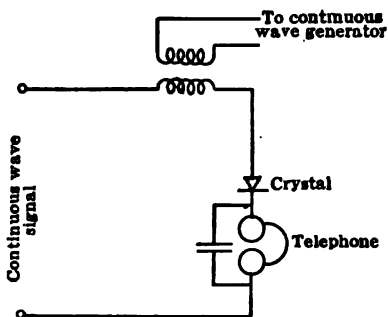 To continuous
wave generator
Crystal
Telephone
Continuous wave
signal